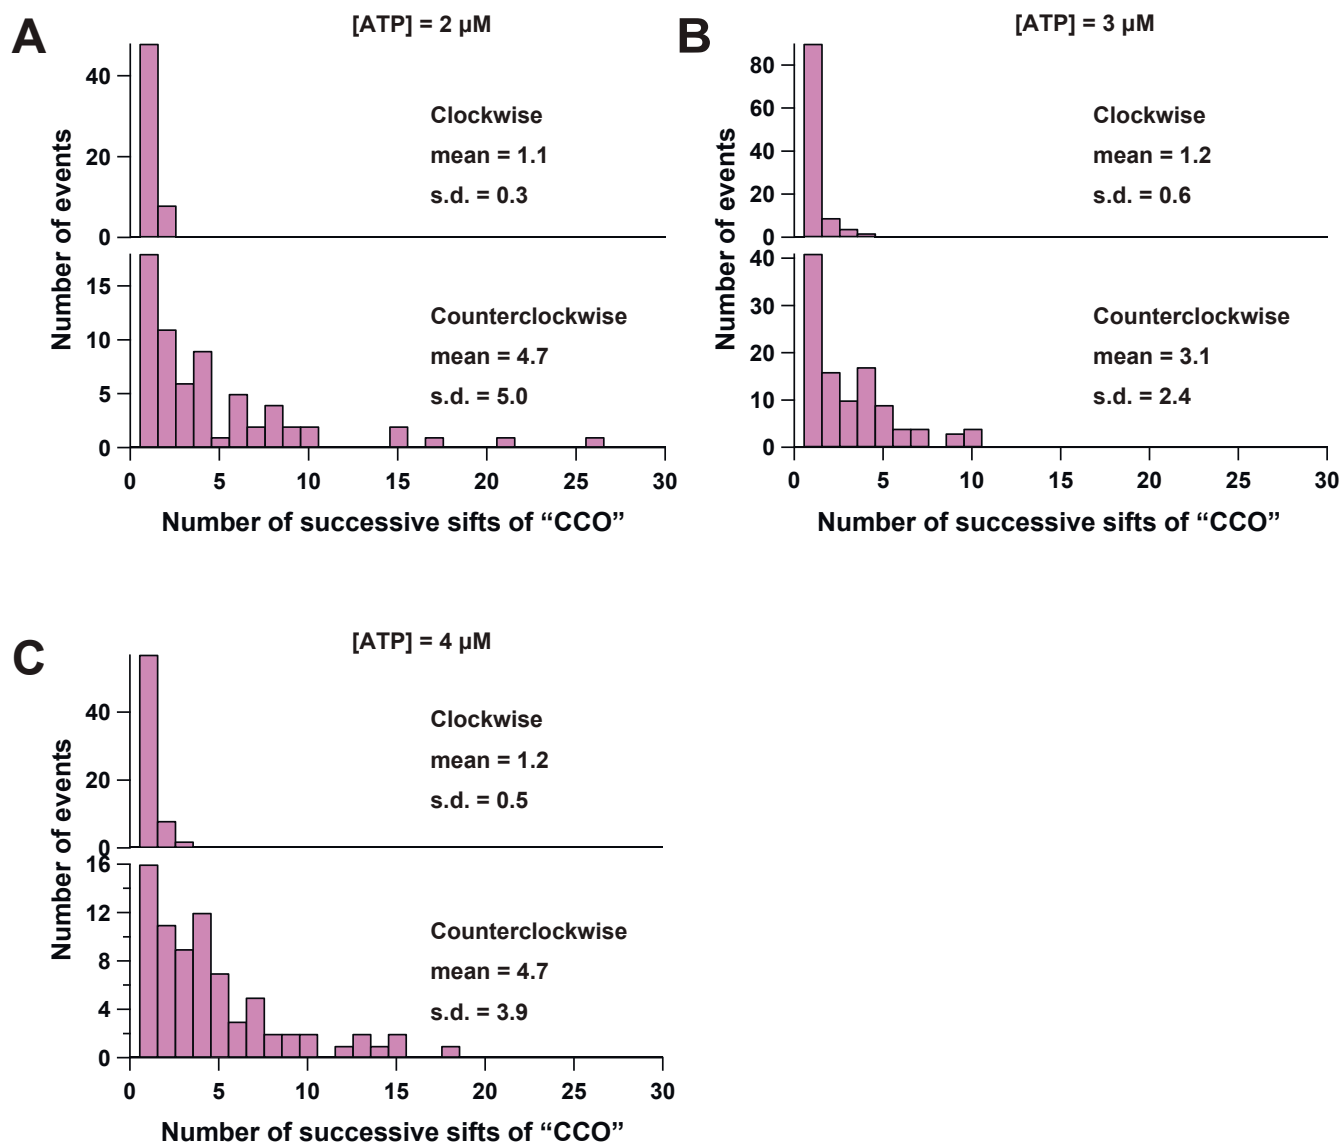 A
[ATP] = 2 µM
Number of events
40
20
0
Clockwise
mean = 1.1
s.d. = 0.3
15
10
5
0
Counterclockwise
mean = 4.7
s.d. = 5.0
0 5 10 15 20 25 30
Number of successive sifts of “CCO”
B
[ATP] = 3 µM
Number of events
80
60
40
20
0
Clockwise
mean = 1.2
s.d. = 0.6
40
30
20
10
0
Counterclockwise
mean = 3.1
s.d. = 2.4
0 5 10 15 20 25 30
Number of successive sifts of “CCO”
C
[ATP] = 4 µM
Number of events
40
20
0
Clockwise
mean = 1.2
s.d. = 0.5
16
12
8
4
0
Counterclockwise
mean = 4.7
s.d. = 3.9
0 5 10 15 20 25 30
Number of successive sifts of “CCO”